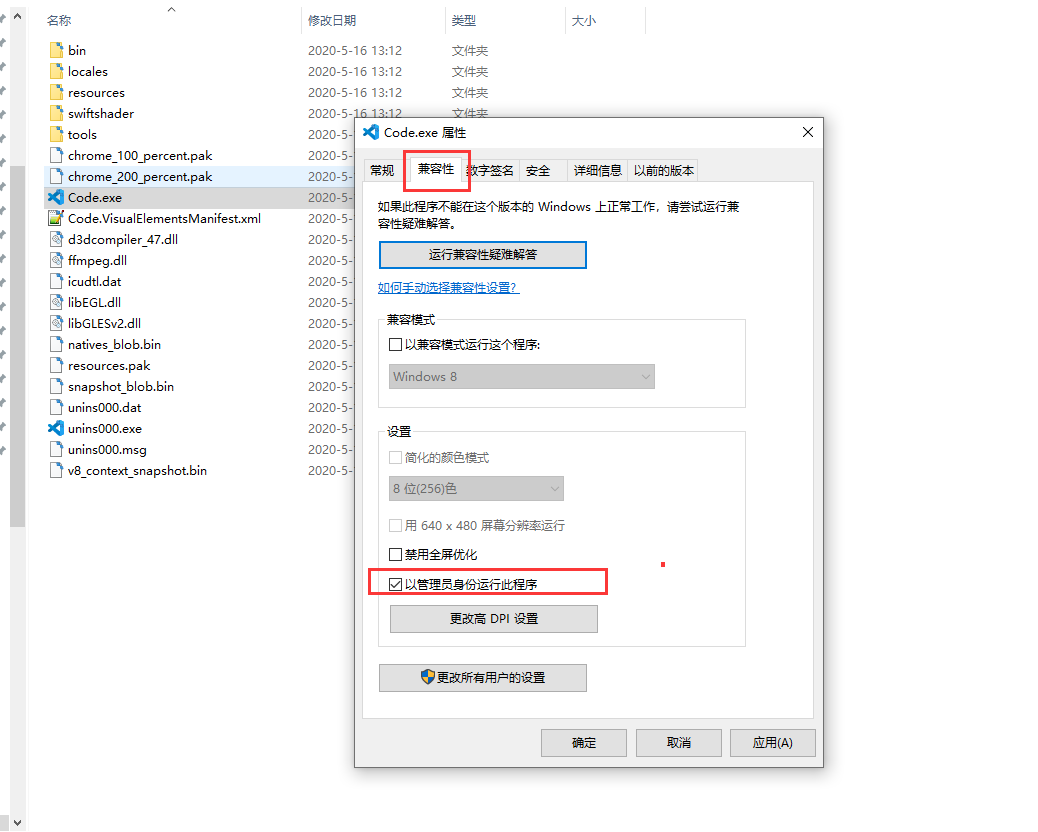 名称 修改日期 类型 大小
bin 2020-5-16 13:12 文件夹
locales 2020-5-16 13:12 文件夹
resources 2020-5-16 13:12 文件夹
swiftshader 2020-5-16 13:12 文件夹
tools 2020-5-
chrome_100_percent.pak 2020-5-
chrome_200_percent.pak 2020-5-
Code.exe 2020-5-
Code.VisualElementsManifest.xml 2020-5-
d3dcompiler_47.dll 2020-5-
ffmpeg.dll 2020-5-
icudtl.dat 2020-5-
libEGL.dll 2020-5-
libGLESv2.dll 2020-5-
natives_blob.bin 2020-5-
resources.pak 2020-5-
snapshot_blob.bin 2020-5-
unins000.dat 2020-5-
unins000.exe 2020-5-
unins000.msg 2020-5-
v8_context_snapshot.bin 2020-5-
Code.exe 属性
常规 兼容性 数字签名 安全 详细信息 以前的版本
如果此程序不能在这个版本的 Windows 上正常工作，请尝试运行兼
容性疑难解答。
运行兼容性疑难解答
如何手动选择兼容性设置?
兼容模式
以兼容模式运行这个程序:
Windows 8
设置
简化的颜色模式
8 位(256)色
用 640 x 480 屏幕分辨率运行
禁用全屏优化
以管理员身份运行此程序
更改高 DPI 设置
更改所有用户的设置
确定 取消 应用(A)